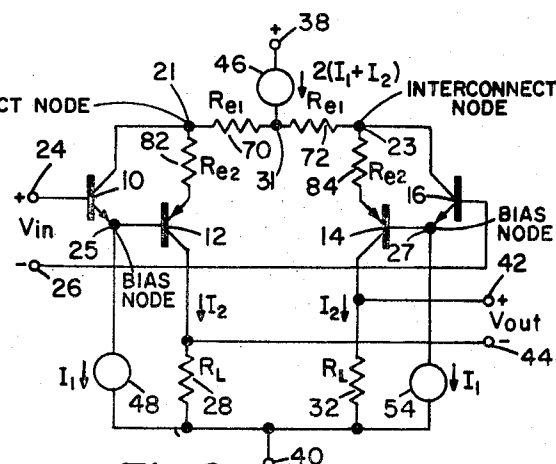 38
+
46
2(I1+I2)
21
INTERCONNECT
NODE
CT NODE
Re1
Re1
24
82
70
31
72
23
Re2
Re2
84
10
16
+
Vin
25
12
14
27
BIAS
NODE
-
26
BIAS
NODE
42
I2
I2
+
Vout
-
44
I1
48
RL
28
RL
32
54
I1
40